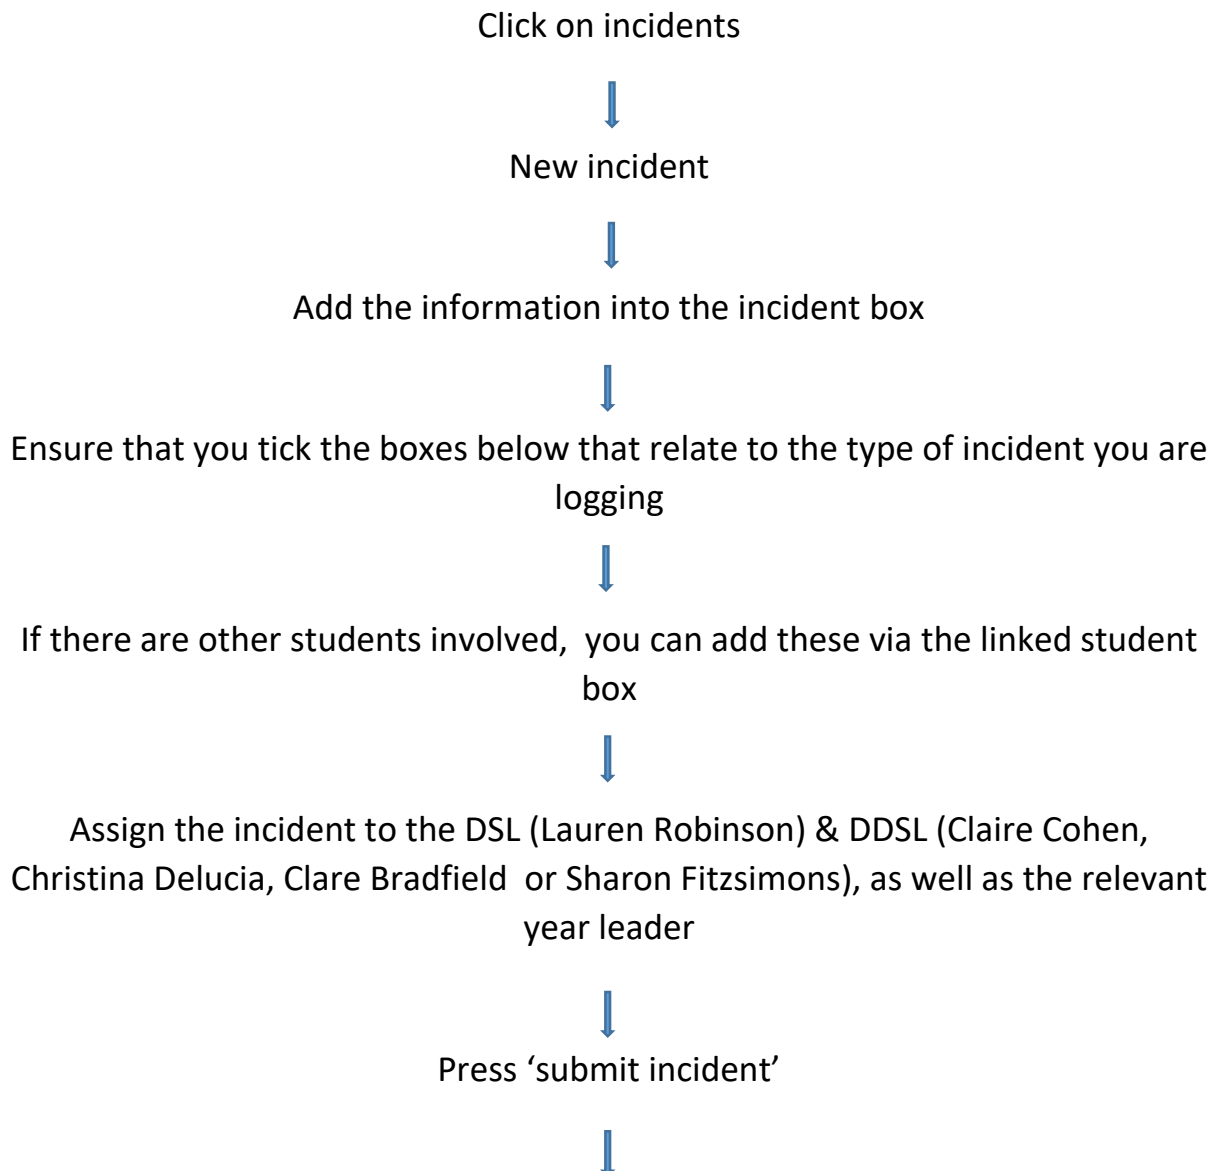 Click on incidents
New incident
Add the information into the incident box
Ensure that you tick the boxes below that relate to the type of incident you are
logging
If there are other students involved,  you can add these via the linked student
box
Assign the incident to the DSL (Lauren Robinson) & DDSL (Claire Cohen,
Christina Delucia, Clare Bradfield  or Sharon Fitzsimons), as well as the relevant
year leader
Press ‘submit incident’